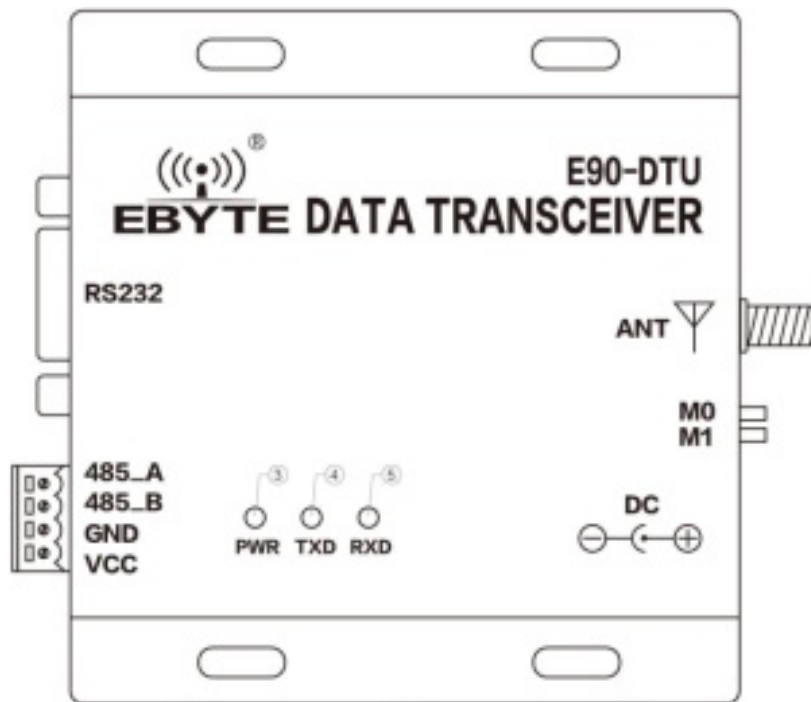 ®
E90-DTU
EBYTE DATA TRANSCEIVER
RS232
ANT
M0
M1
485_A
485_B
GND
VCC
③ ④ ⑤
PWR TXD RXD
DC